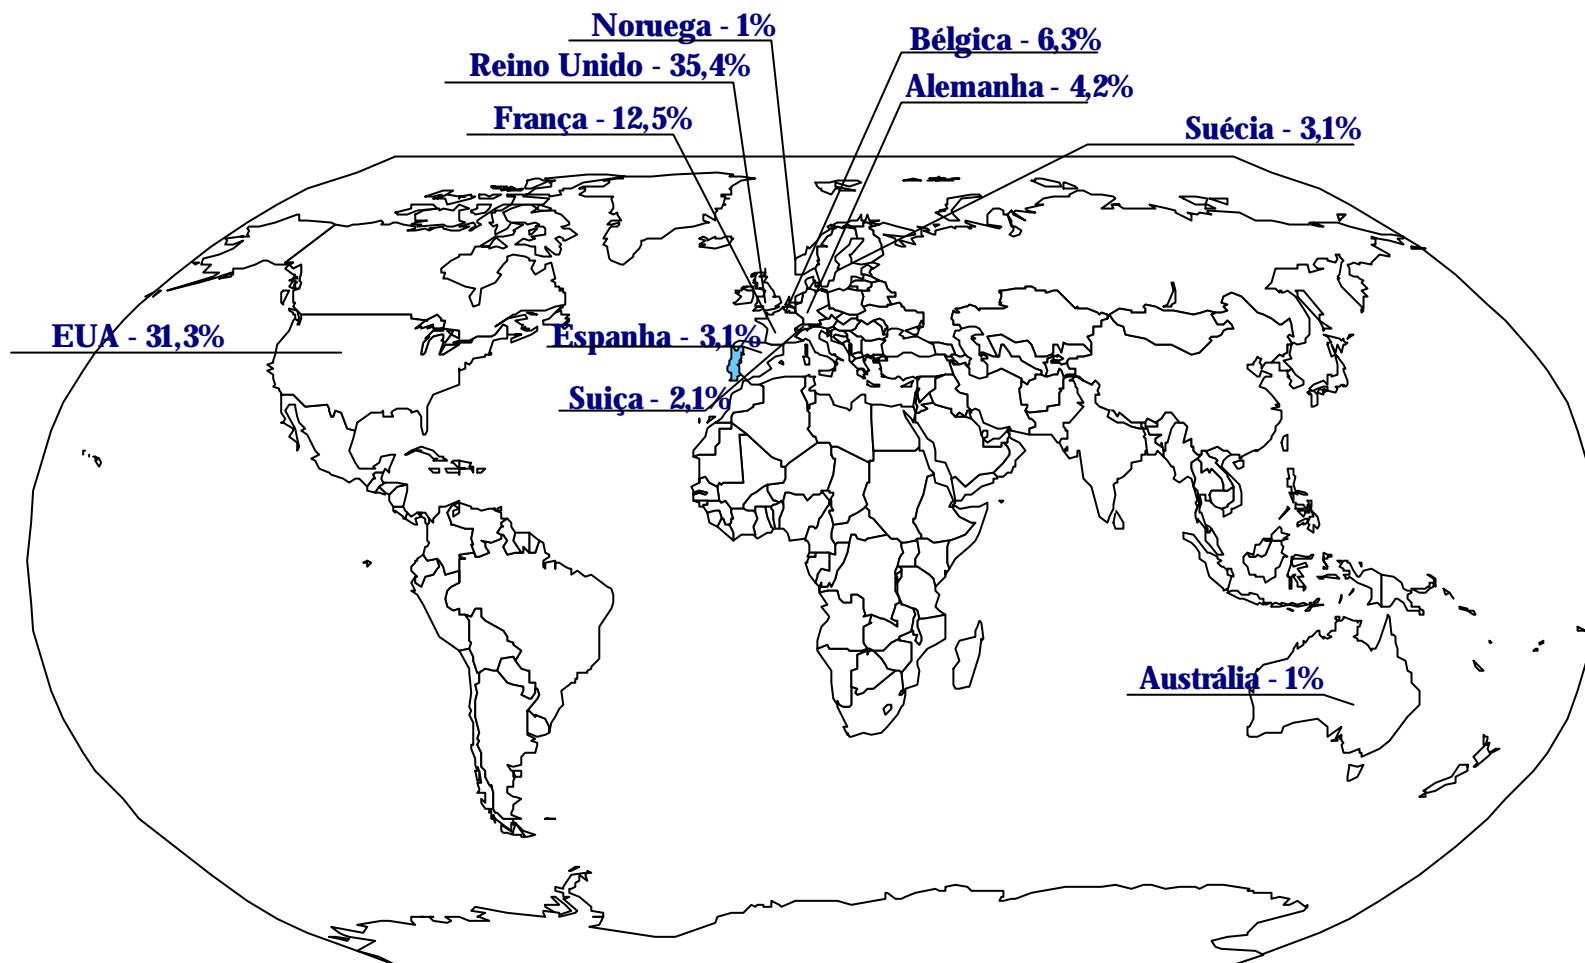 Noruega - 1%
Bélgica - 6,3%
Reino Unido - 35,4%
Alemanha - 4,2%
França - 12,5%
Suécia - 3,1%
EUA - 31,3%
Espanha - 3,1%
Suiça - 2,1%
Austrália - 1%